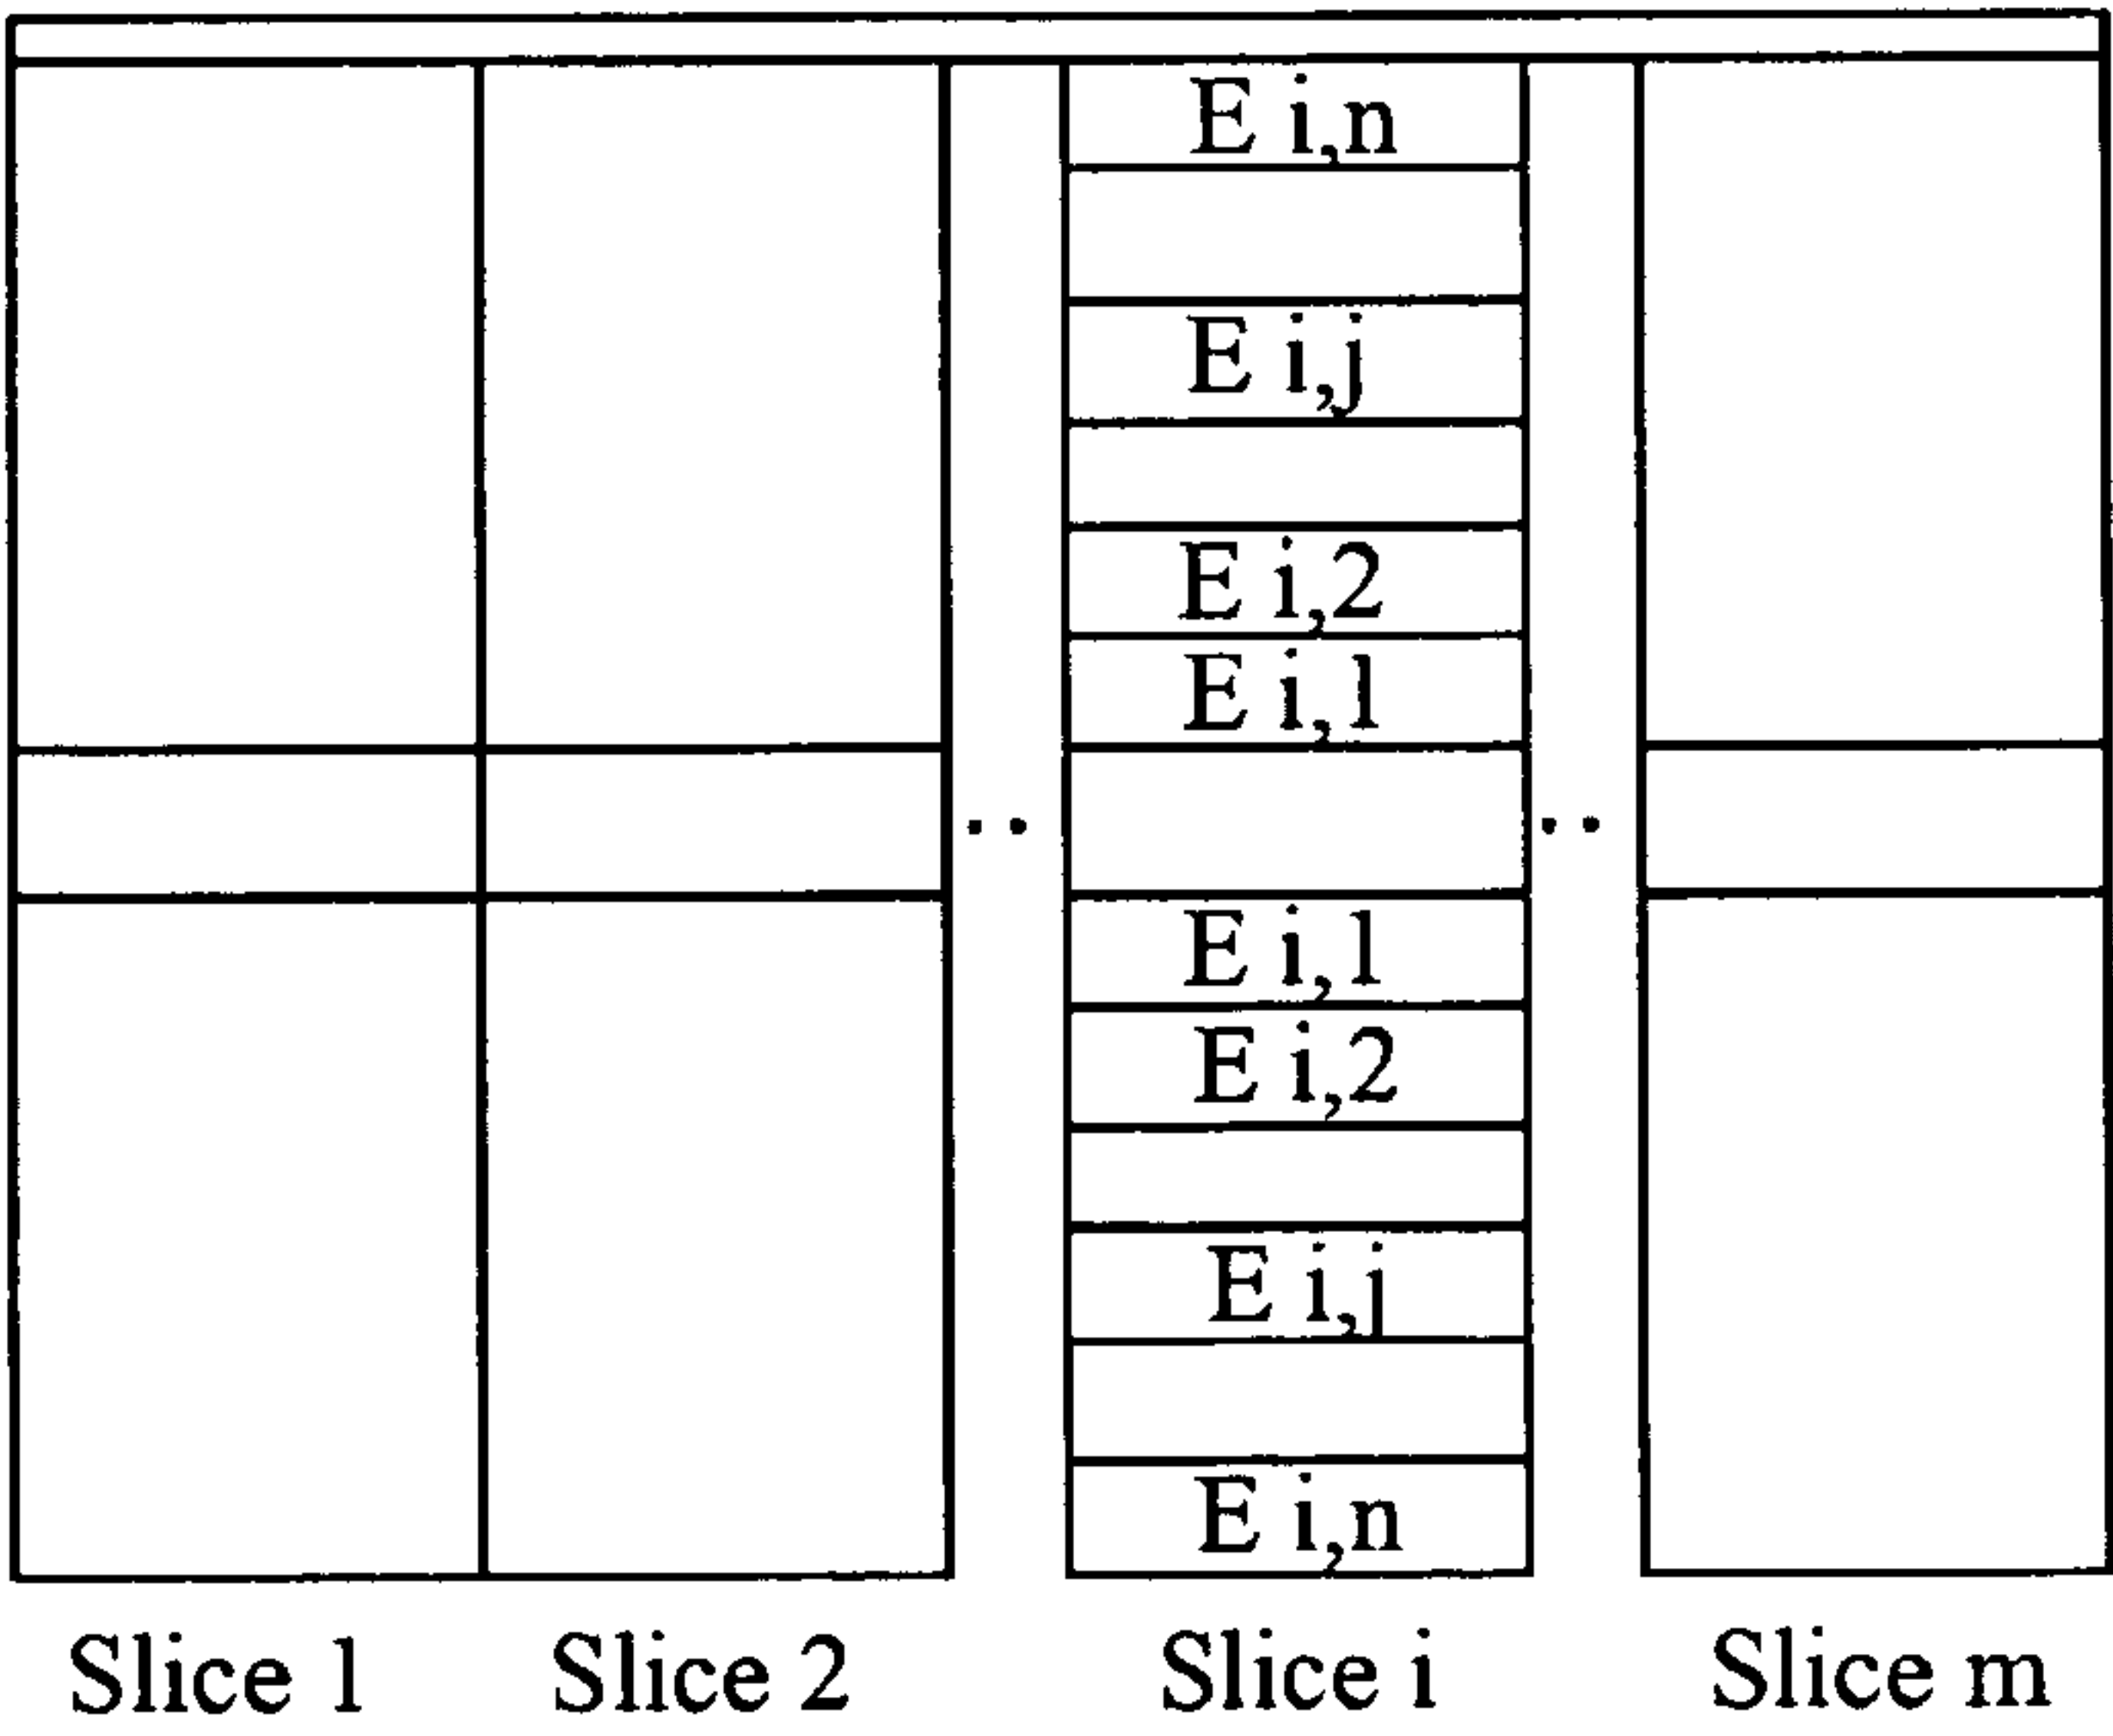 E i,n
E i,j
E i,2
E i,1
..
..
E i,1
E i,2
E i,j
E i,n
Slice 1 Slice 2 Slice i Slice m